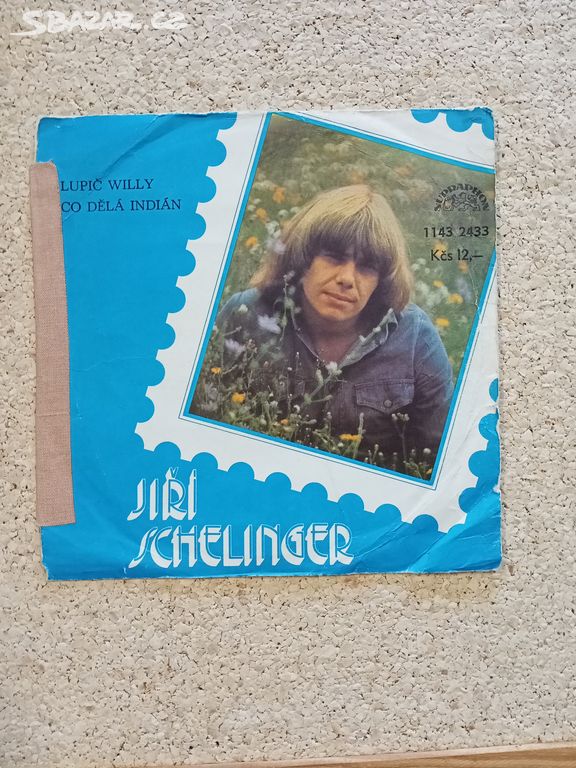 SBAZAR.CZ
LUPIČ WILLY
CO DĚLÁ INDIÁN
SUPRAPHON
1143 2433
Kčs 12,—
JIŘÍ
SCHELINGER